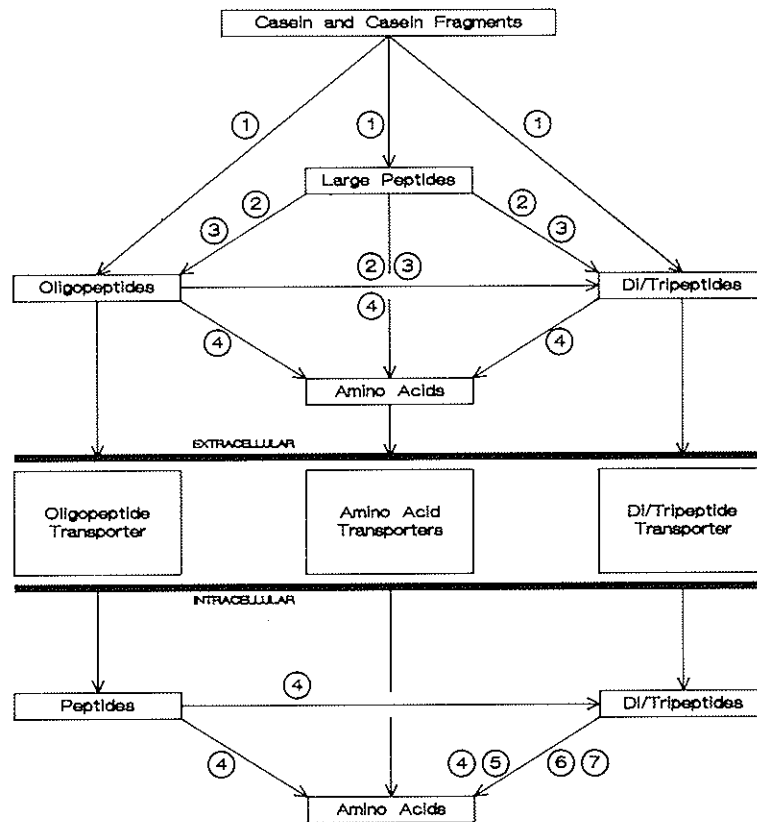 Casein and Casein Fragments
1 1 1
Large Peptides
3 2 2 3
2 3
Oligopeptides Di/Tripeptides
4 4 4
Amino Acids
EXTRACELLULAR
Oligopeptide Transporter
Amino Acid Transporters
Di/Tripeptide Transporter
INTRACELLULAR
4
Peptides Di/Tripeptides
4 4 5 6 7
Amino Acids